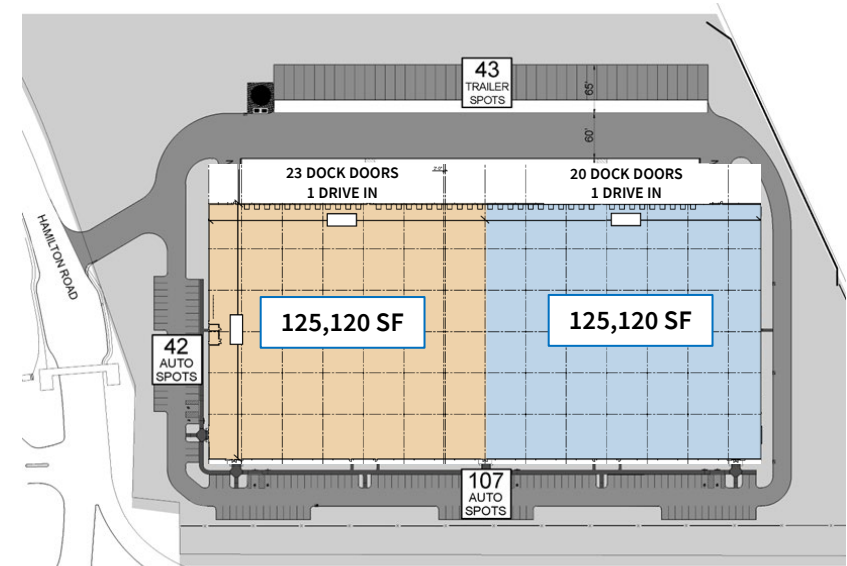 43
TRAILER
SPOTS
65'
60'
23 DOCK DOORS
1 DRIVE IN
20 DOCK DOORS
1 DRIVE IN
HAMILTON ROAD
125,120 SF
125,120 SF
42
AUTO
SPOTS
107
AUTO
SPOTS